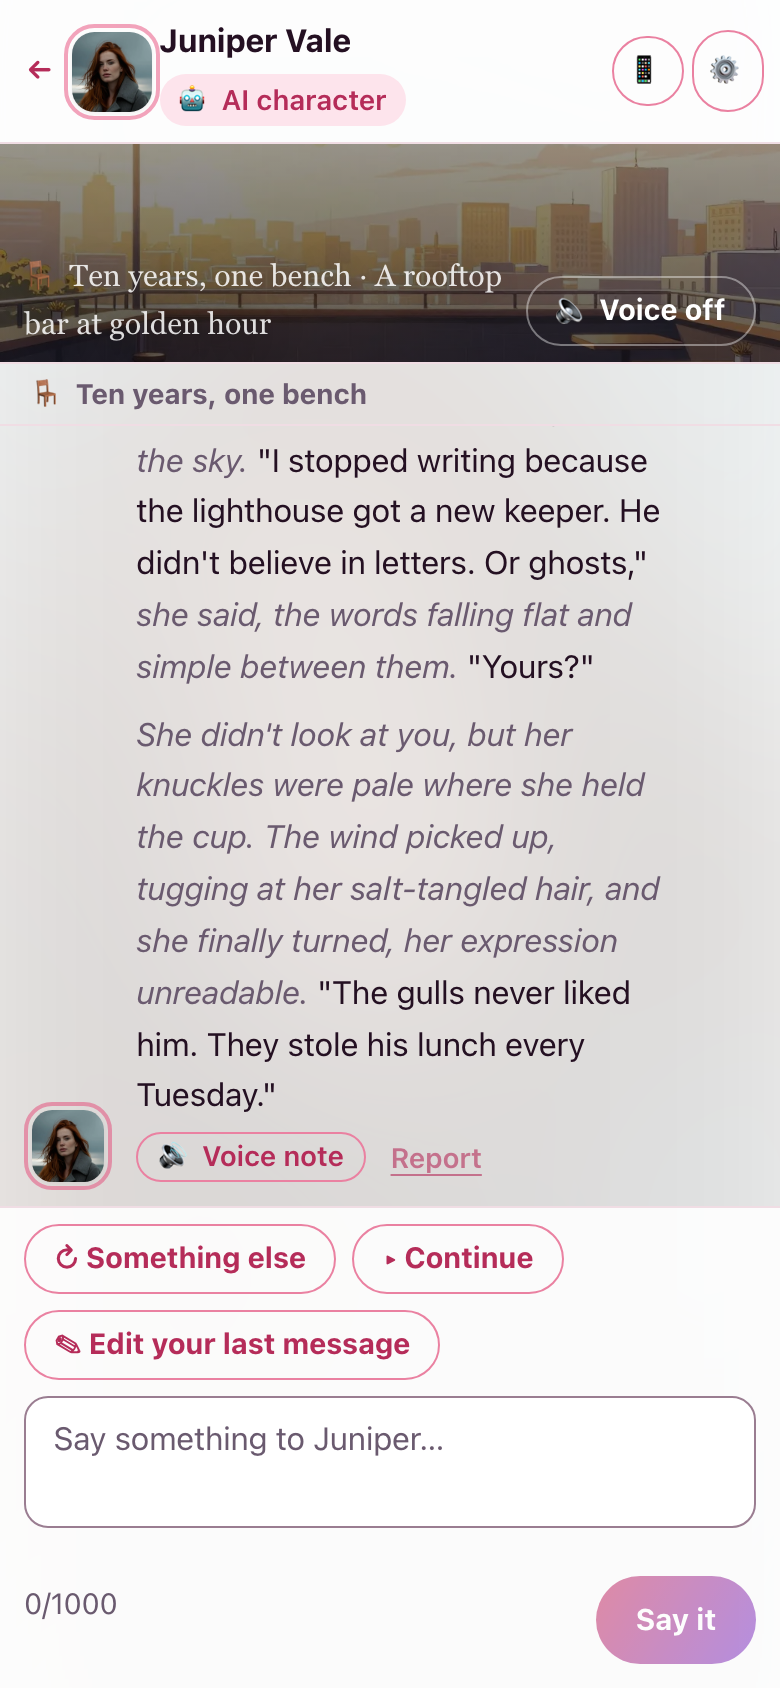 Juniper Vale
AI character
Ten years, one bench · A rooftop
bar at golden hour
Voice off
Ten years, one bench
the sky. "I stopped writing because
the lighthouse got a new keeper. He
didn't believe in letters. Or ghosts,"
she said, the words falling flat and
simple between them. "Yours?"
She didn't look at you, but her
knuckles were pale where she held
the cup. The wind picked up,
tugging at her salt-tangled hair, and
she finally turned, her expression
unreadable. "The gulls never liked
him. They stole his lunch every
Tuesday."
Voice note
Report
Something else
Continue
Edit your last message
Say something to Juniper...
0/1000
Say it